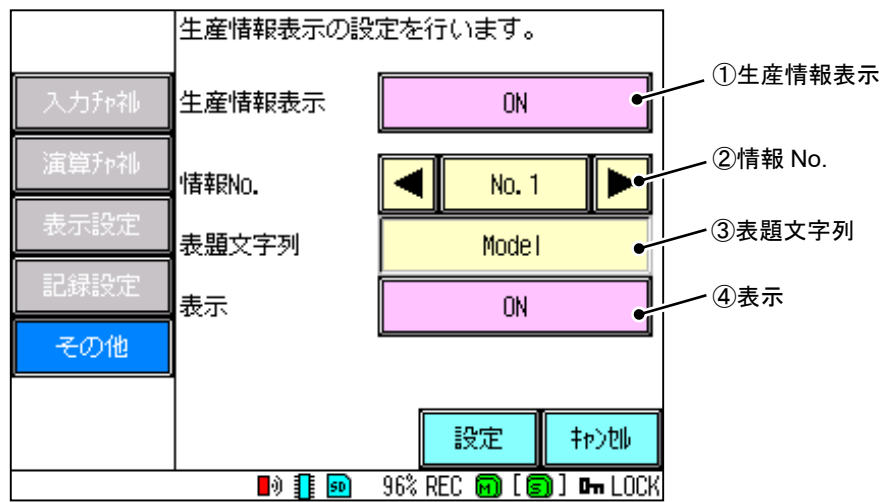 生産情報表示の設定を行います。
入力ﾁｬﾈﾙ
生産情報表示
ON
①生産情報表示
演算ﾁｬﾈﾙ
情報No.
No. 1
②情報 No.
表示設定
表題文字列
Model
③表題文字列
記録設定
表示
ON
④表示
その他
設定
ｷｬﾝｾﾙ
SD 96% REC M [ S ] LOCK